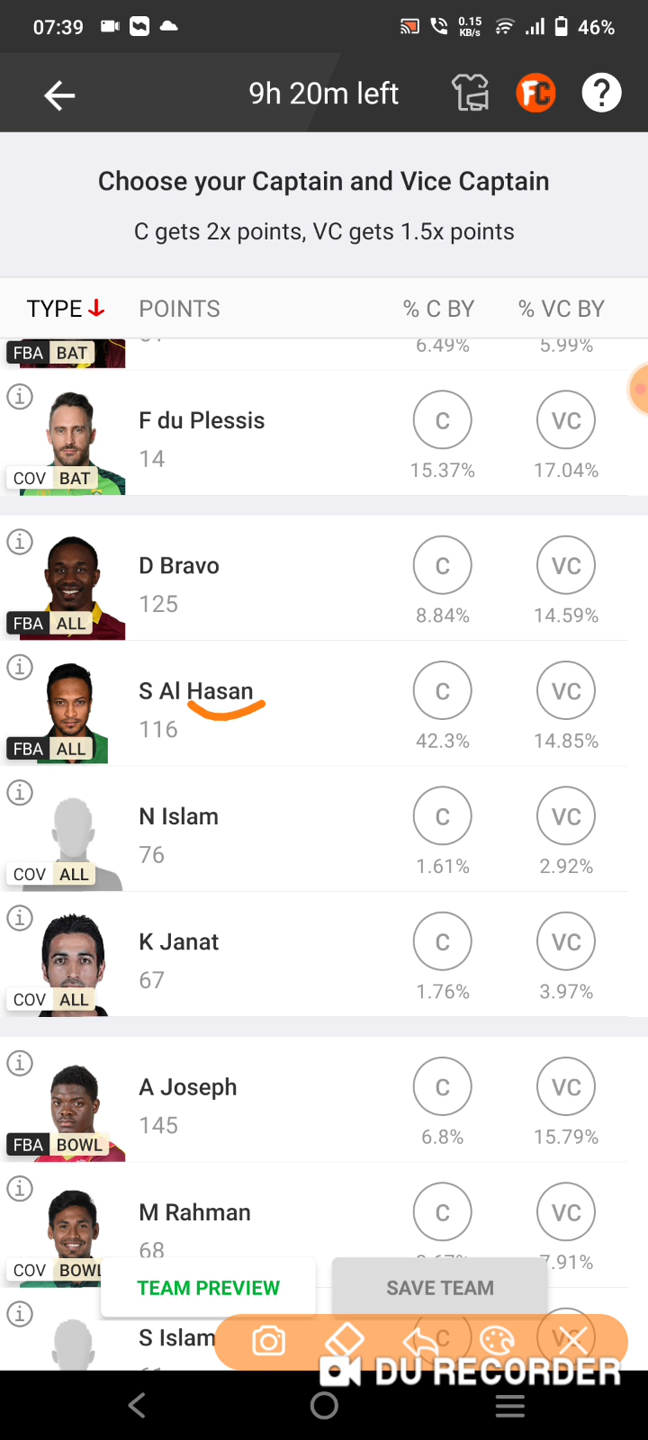 07:39 0.15 KB/s 46%
9h 20m left FC ?
Choose your Captain and Vice Captain
C gets 2x points, VC gets 1.5x points
TYPE POINTS % C BY % VC BY
FBA BAT 6.49% 5.99%
F du Plessis C VC
14
COV BAT 15.37% 17.04%
D Bravo C VC
125
FBA ALL 8.84% 14.59%
S Al Hasan C VC
116
FBA ALL 42.3% 14.85%
N Islam C VC
76
COV ALL 1.61% 2.92%
K Janat C VC
67
COV ALL 1.76% 3.97%
A Joseph C VC
145
FBA BOWL 6.8% 15.79%
M Rahman C VC
68
COV BOWL 7.91%
TEAM PREVIEW SAVE TEAM
S Islam C VC
DU RECORDER